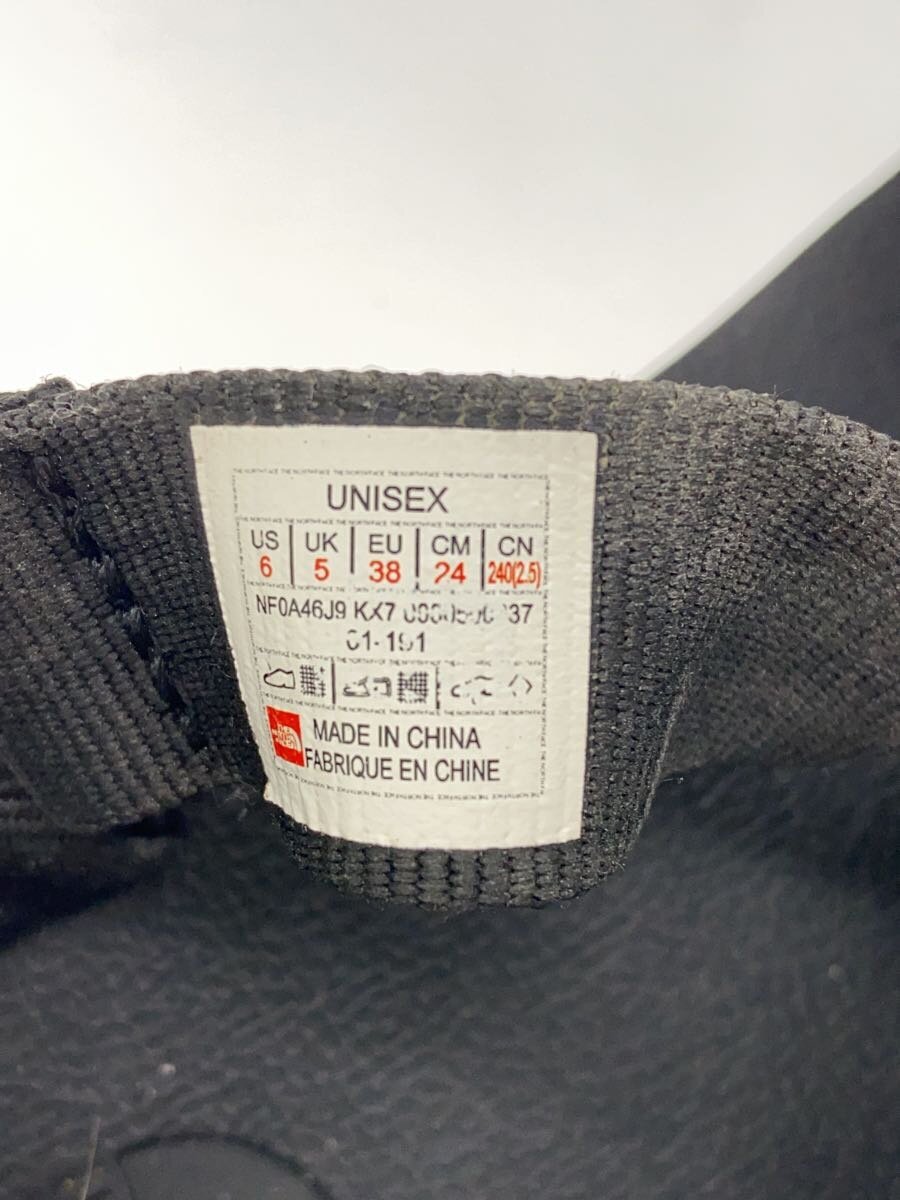 UNISEX
US UK EU CM CN
6 5 38 24 240(2.5)
NF0A46J9 KX7
MADE IN CHINA
FABRIQUE EN CHINE